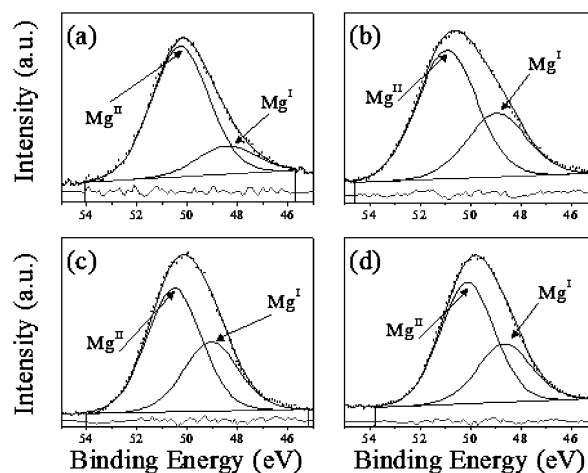 (a)
Mg^II
Mg^I
Intensity (a.u.)
54 52 50 48 46
(b)
Mg^II
Mg^I
54 52 50 48 46
(c)
Mg^II
Mg^I
Intensity (a.u.)
54 52 50 48 46
Binding Energy (eV)
(d)
Mg^II
Mg^I
54 52 50 48 46
Binding Energy (eV)